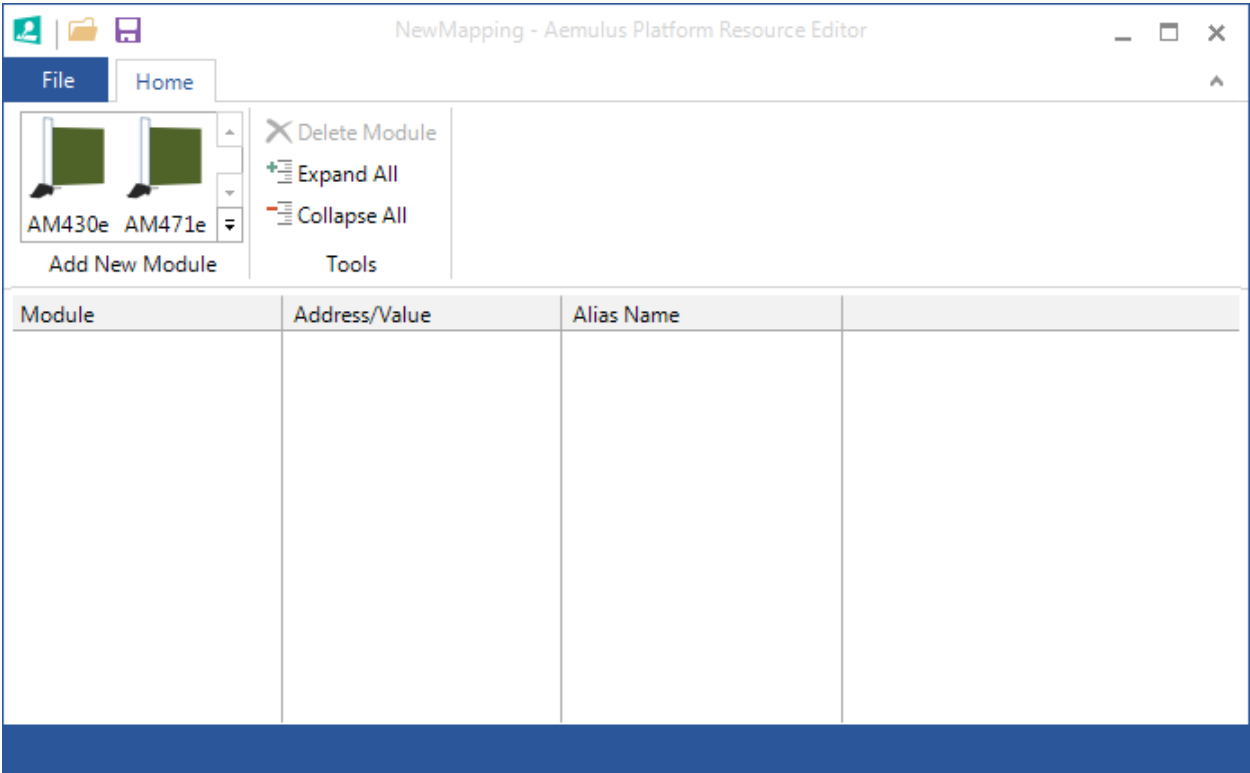 NewMapping - Aemulus Platform Resource Editor
File Home
Delete Module
Expand All
Collapse All
AM430e AM471e
Add New Module Tools
Module Address/Value Alias Name